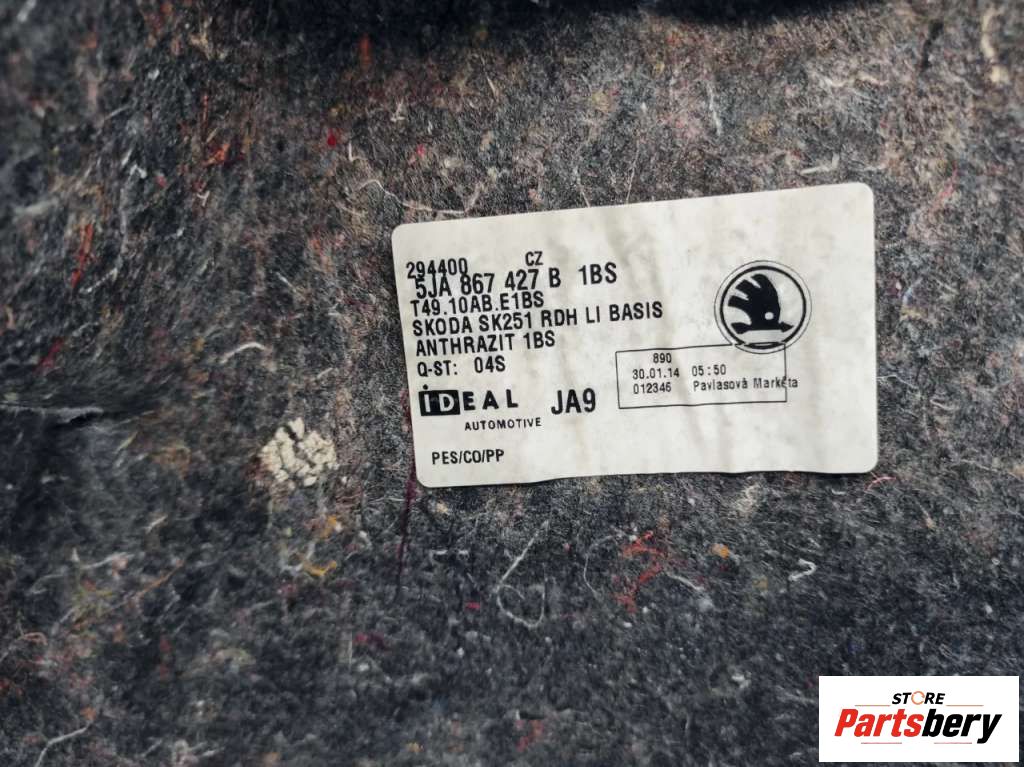 294400 CZ
5JA 867 427 B 1BS
T49.10AB.E1BS
SKODA SK251 RDH LI BASIS
ANTHRAZIT 1BS
Q-ST: 04S
890
30.01.14 05:50
012346 Pavlasová Markéta
iDEAL
AUTOMOTIVE
JA9
PES/CO/PP
STORE
Partsbery